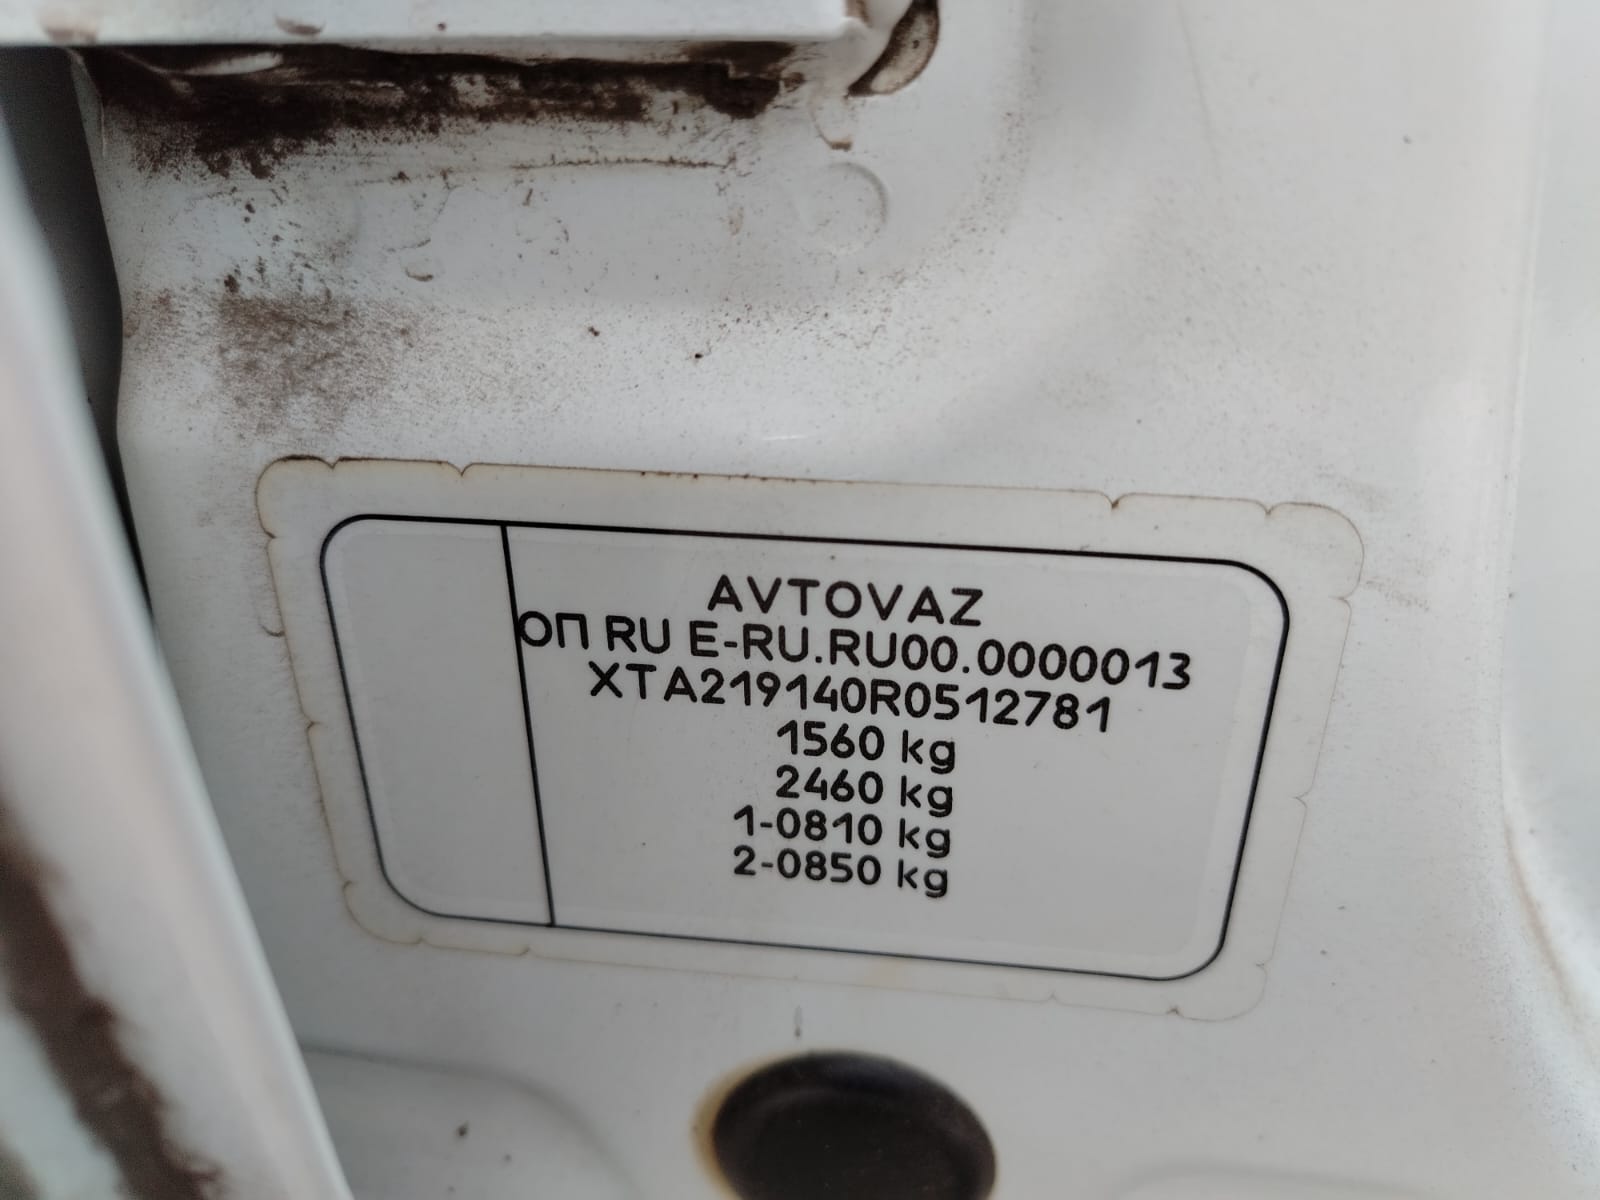 AVTOVAZ
ОП RU E-RU.RU00.0000013
XTA219140R0512781
1560 kg
2460 kg
1-0810 kg
2-0850 kg